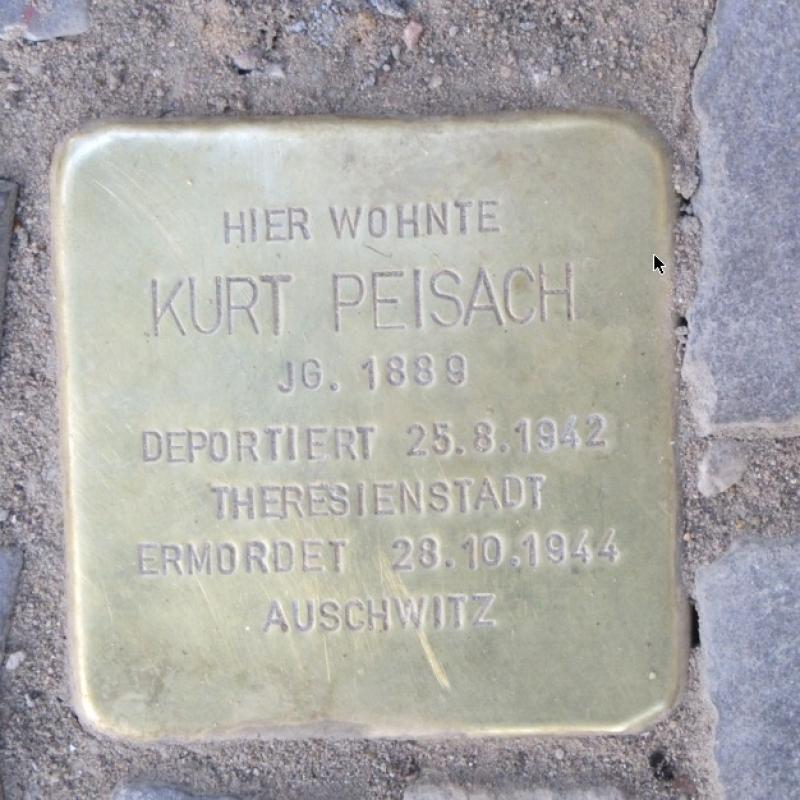 HIER WOHNTE
KURT PEISACH
JG. 1889
DEPORTIERT 25.8.1942
THERESIENSTADT
ERMORDET 28.10.1944
AUSCHWITZ